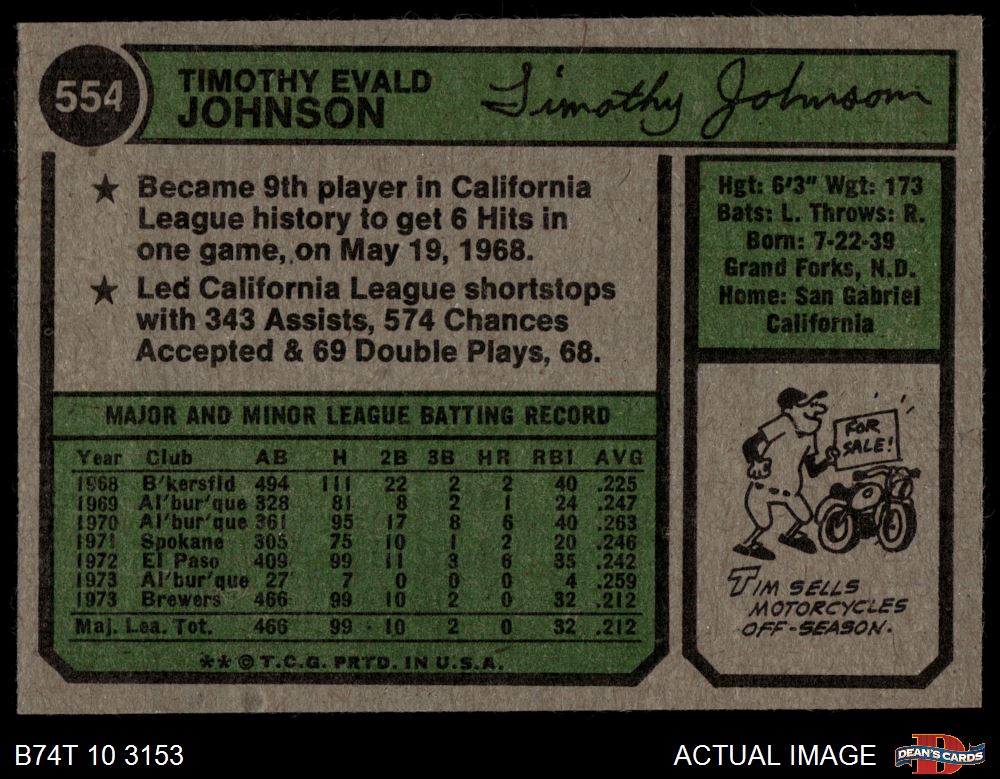 554
TIMOTHY EVALD
JOHNSON
Timothy Johnson
★ Became 9th player in California
League history to get 6 Hits in
one game, on May 19, 1968.
★ Led California League shortstops
with 343 Assists, 574 Chances
Accepted & 69 Double Plays, 68.
Hgt: 6'3" Wgt: 173
Bats: L. Throws: R.
Born: 7-22-39
Grand Forks, N.D.
Home: San Gabriel
California
MAJOR AND MINOR LEAGUE BATTING RECORD
Year Club AB H 2B 3B HR RBI AVG
1968 B'kersfld 494 111 22 2 2 40 .225
1969 Al'bur'que 328 81 8 2 1 24 .247
1970 Al'bur'que 361 95 17 8 6 40 .263
1971 Spokane 305 75 10 1 2 20 .246
1972 El Paso 409 99 11 3 6 35 .242
1973 Al'bur'que 27 7 0 0 0 4 .259
1973 Brewers 466 99 10 2 0 32 .212
Maj. Lea. Tot. 466 99 10 2 0 32 .212
**©T.C.G. PRTD. IN U.S.A.
FOR
SALE!
TIM SELLS
MOTORCYCLES
OFF-SEASON.
B74T 10 3153
ACTUAL IMAGE
D
DEAN'S CARDS